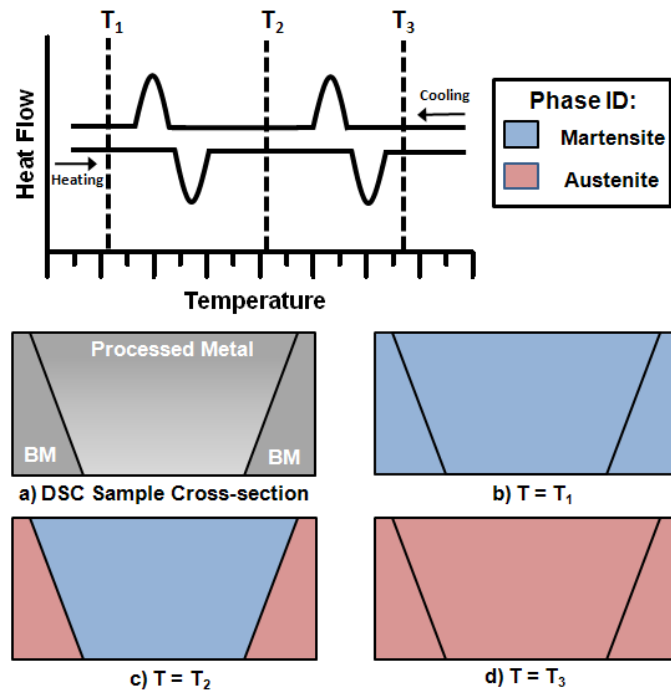 T1
T2
T3
Heat Flow
Cooling
Heating
Temperature
Phase ID:
Martensite
Austenite
Processed Metal
BM
BM
a) DSC Sample Cross-section
b) T = T1
c) T = T2
d) T = T3